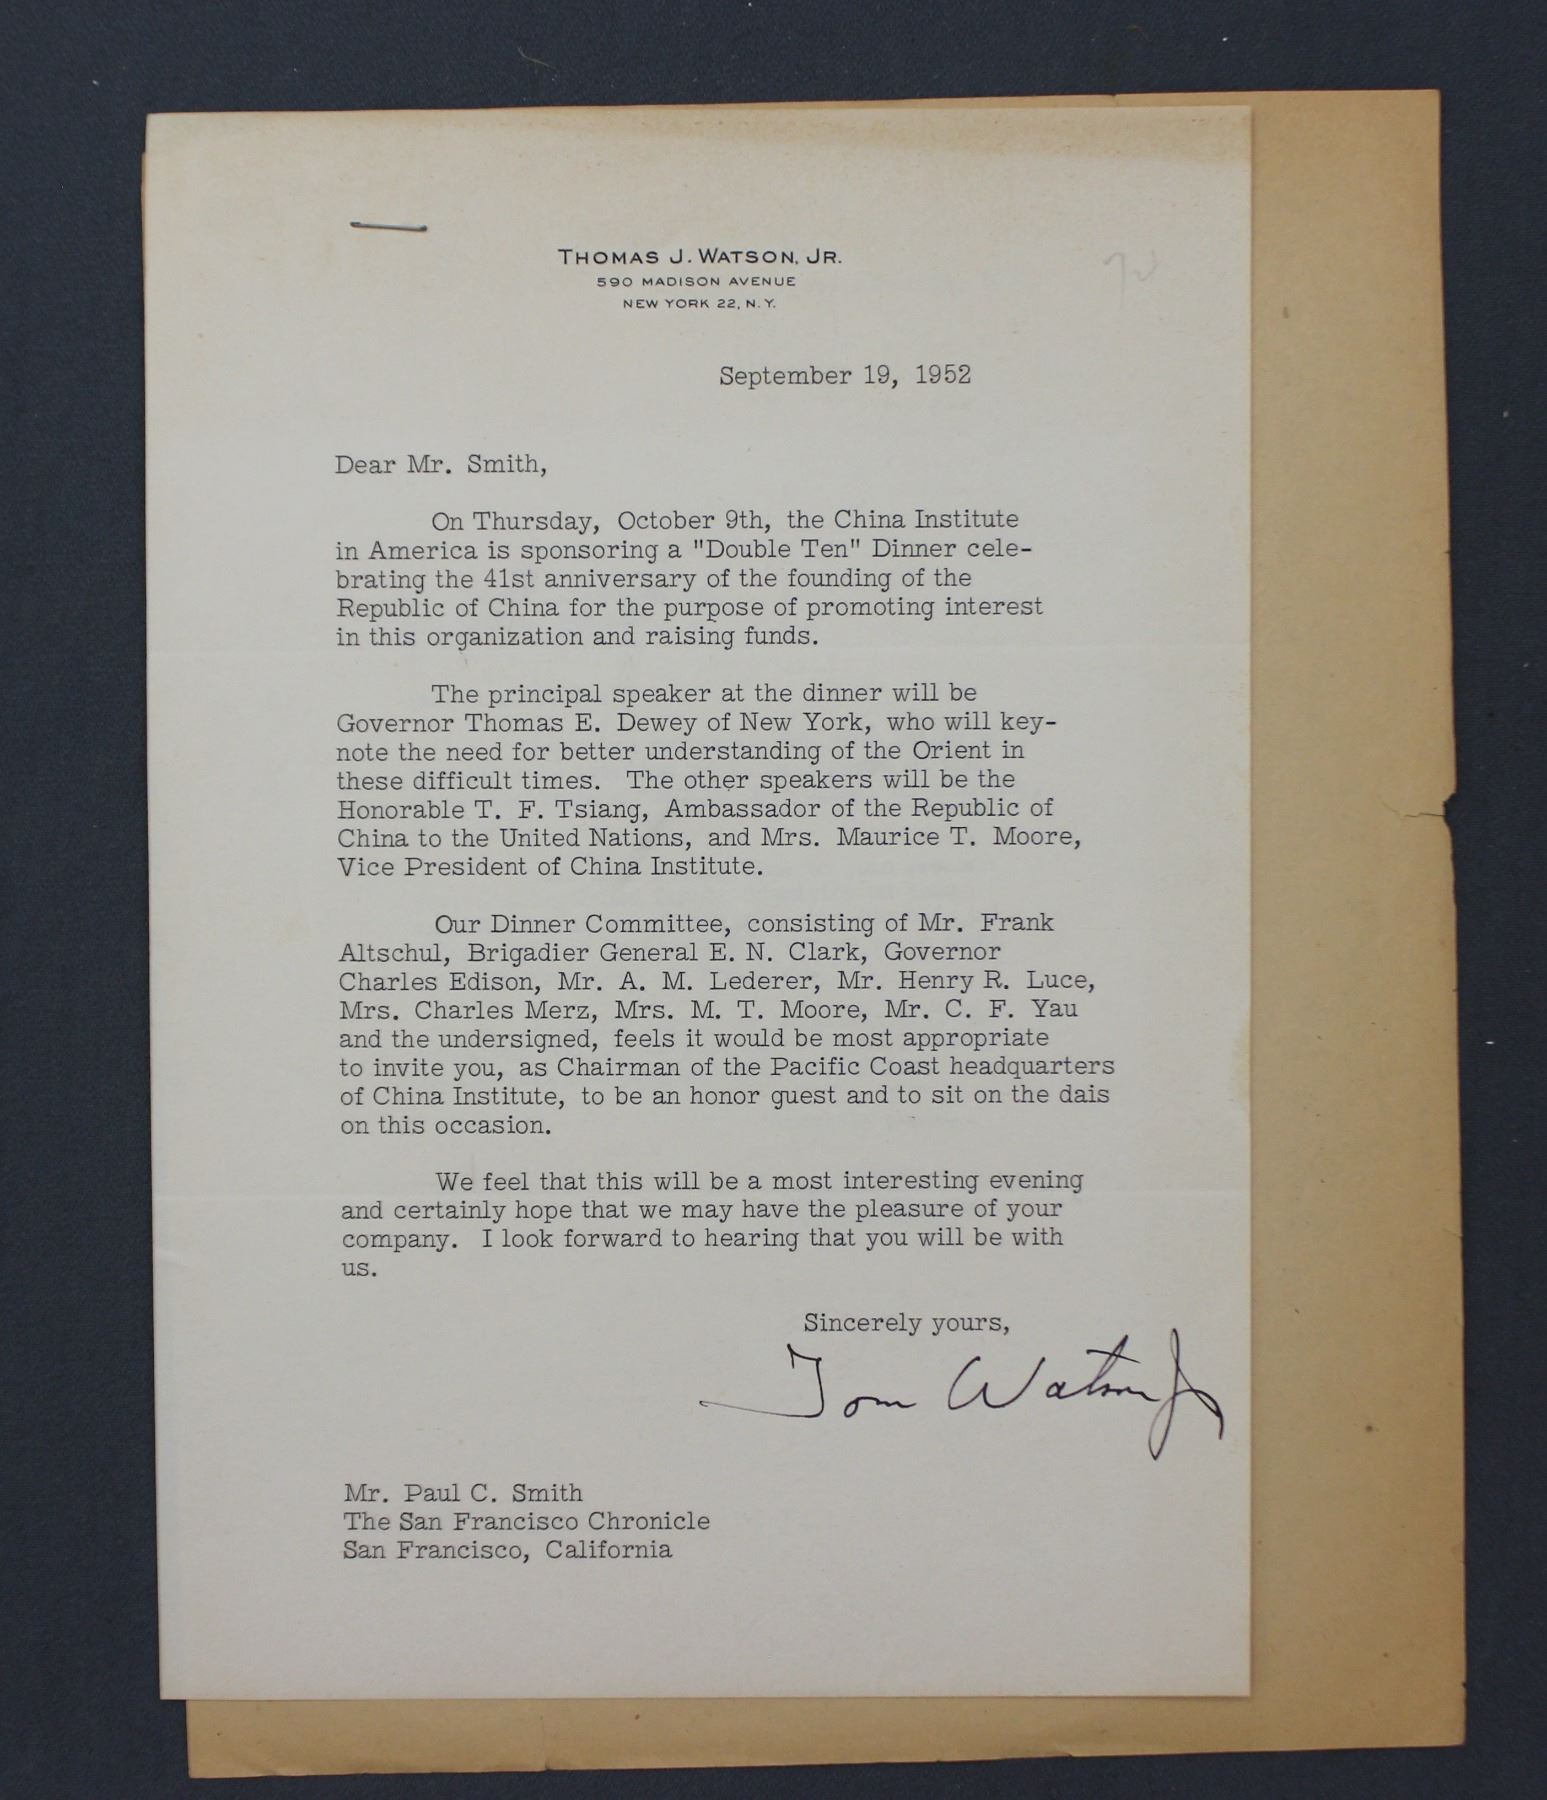 THOMAS J. WATSON, JR.
590 MADISON AVENUE
NEW YORK 22, N.Y.
September 19, 1952
Dear Mr. Smith,
On Thursday, October 9th, the China Institute
in America is sponsoring a "Double Ten" Dinner cele-
brating the 41st anniversary of the founding of the
Republic of China for the purpose of promoting interest
in this organization and raising funds.
The principal speaker at the dinner will be
Governor Thomas E. Dewey of New York, who will key-
note the need for better understanding of the Orient in
these difficult times. The other speakers will be the
Honorable T. F. Tsiang, Ambassador of the Republic of
China to the United Nations, and Mrs. Maurice T. Moore,
Vice President of China Institute.
Our Dinner Committee, consisting of Mr. Frank
Altschul, Brigadier General E. N. Clark, Governor
Charles Edison, Mr. A. M. Lederer, Mr. Henry R. Luce,
Mrs. Charles Merz, Mrs. M. T. Moore, Mr. C. F. Yau
and the undersigned, feels it would be most appropriate
to invite you, as Chairman of the Pacific Coast headquarters
of China Institute, to be an honor guest and to sit on the dais
on this occasion.
We feel that this will be a most interesting evening
and certainly hope that we may have the pleasure of your
company. I look forward to hearing that you will be with
us.
Sincerely yours,
Tom Watson Jr
Mr. Paul C. Smith
The San Francisco Chronicle
San Francisco, California